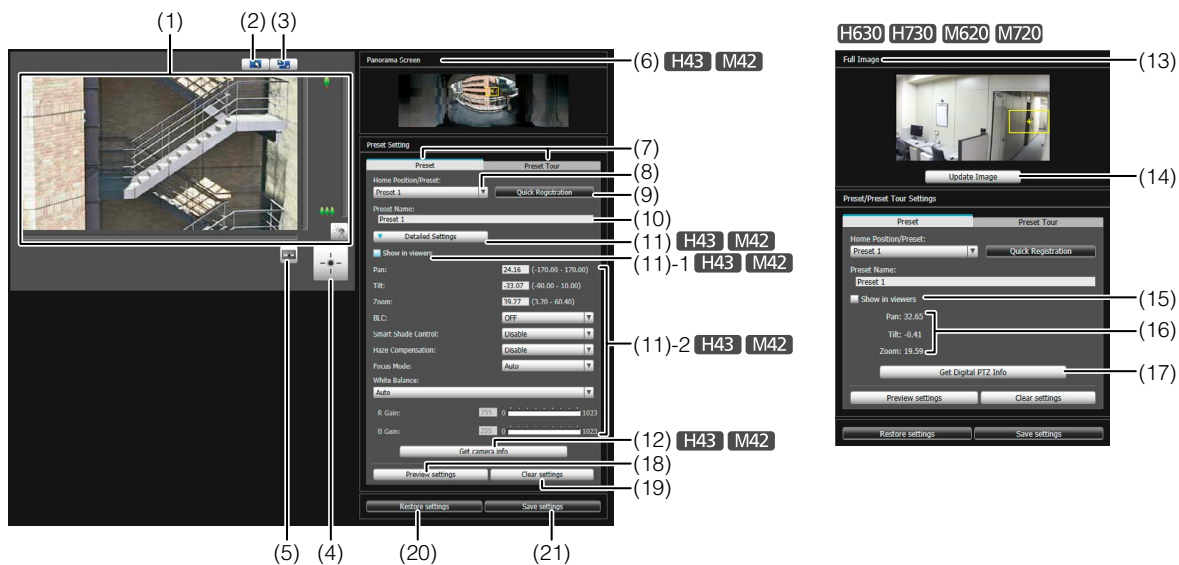 (1)
(2) (3)
Panorama Screen
(6) H43 M42
Preset Setting
Preset
Preset Tour
(7)
Home Position/Preset:
(8)
Preset 1
Quick Registration
(9)
Preset Name:
Preset 1
(10)
Detailed Settings
(11) H43 M42
Show in viewers
(11)-1 H43 M42
Pan:
24.16 (-170.00 - 170.00)
Tilt:
-33.07 (-90.00 - 10.00)
Zoom:
39.27 (3.20 - 60.40)
BLC:
OFF
Smart Shade Control:
Disable
(11)-2 H43 M42
Haze Compensation:
Disable
Focus Mode:
Auto
White Balance:
Auto
R Gain:
255 0 1023
B Gain:
255 0 1023
(12) H43 M42
Get camera info
Preview settings
Clear settings
(18)
(19)
Restore settings
Save settings
(5)
(4)
(20)
(21)
H630 H730 M620 M720
Full Image
(13)
Update Image
(14)
Preset/Preset Tour Settings
Preset
Preset Tour
Home Position/Preset:
Preset 1
Quick Registration
Preset Name:
Preset 1
Show in viewers
(15)
Pan: 32.65
Tilt: -0.41
(16)
Zoom: 19.59
Get Digital PTZ Info
(17)
Preview settings
Clear settings
Restore settings
Save settings